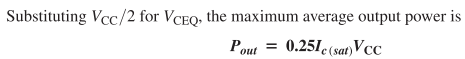 Substituting V_CC/2 for V_CEQ, the maximum average output power is
P_out = 0.25I_c(sat)V_CC